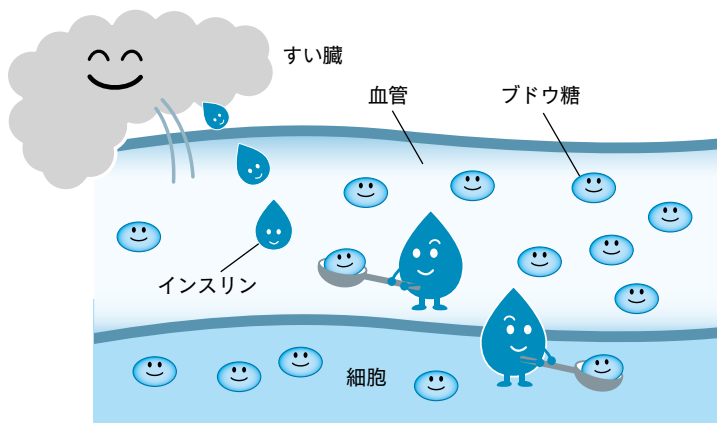 すい臓
血管
ブドウ糖
インスリン
細胞